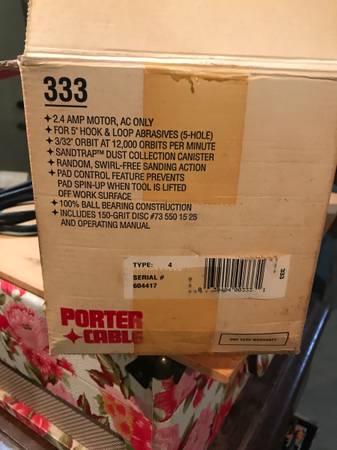 333
✦ 2.4 AMP MOTOR, AC ONLY
✦ FOR 5" HOOK & LOOP ABRASIVES (5-HOLE)
✦ 3/32" ORBIT AT 12,000 ORBITS PER MINUTE
✦ SANDTRAP™ DUST COLLECTION CANISTER
✦ RANDOM, SWIRL-FREE SANDING ACTION
✦ PAD CONTROL FEATURE PREVENTS
PAD SPIN-UP WHEN TOOL IS LIFTED
OFF WORK SURFACE
✦ 100% BALL BEARING CONSTRUCTION
✦ INCLUDES 150-GRIT DISC #73 550 15 25
AND OPERATING MANUAL
TYPE: 4
SERIAL #
604417
333
PORTER
✦ CABLE
ONE YEAR WARRANTY